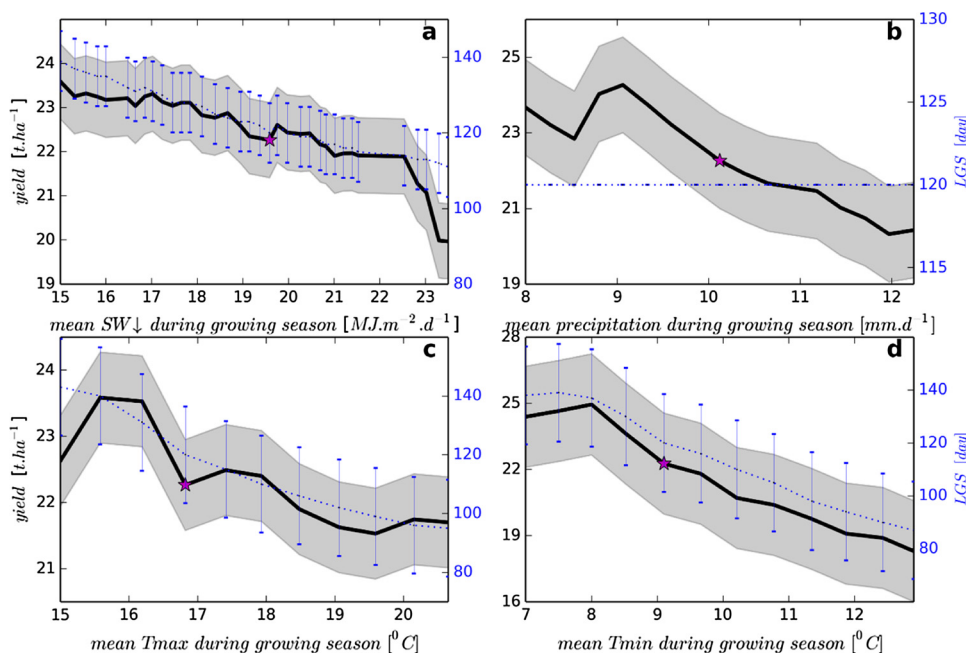 a
24
23
22
21
20
19
yield [t.ha⁻¹]
140
120
100
80
15 16 17 18 19 20 21 22 23
mean SW↓ during growing season [MJ.m⁻².d⁻¹]
b
25
23
21
19
130
125
120
115
LGS [day]
8 9 10 11 12
mean precipitation during growing season [mm.d⁻¹]
c
24
23
22
21
yield [t.ha⁻¹]
140
120
100
80
15 16 17 18 19 20
mean Tmax during growing season [⁰C]
d
28
25
22
19
16
160
140
120
100
80
60
LGS [day]
7 8 9 10 11 12
mean Tmin during growing season [⁰C]